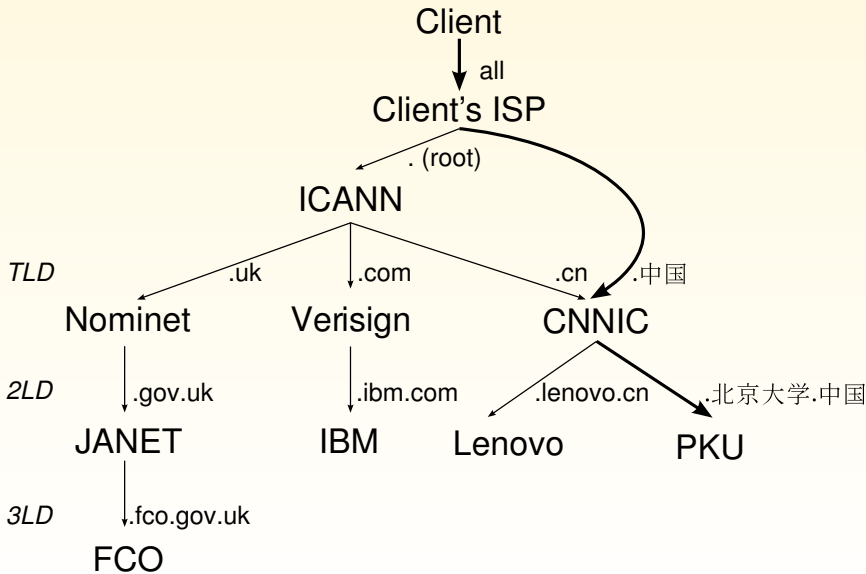 Client
all
Client's ISP
. (root)
ICANN
TLD .uk .com .cn .中国
Nominet Verisign CNNIC
2LD .gov.uk .ibm.com .lenovo.cn .北京大学.中国
JANET IBM Lenovo PKU
3LD .fco.gov.uk
FCO